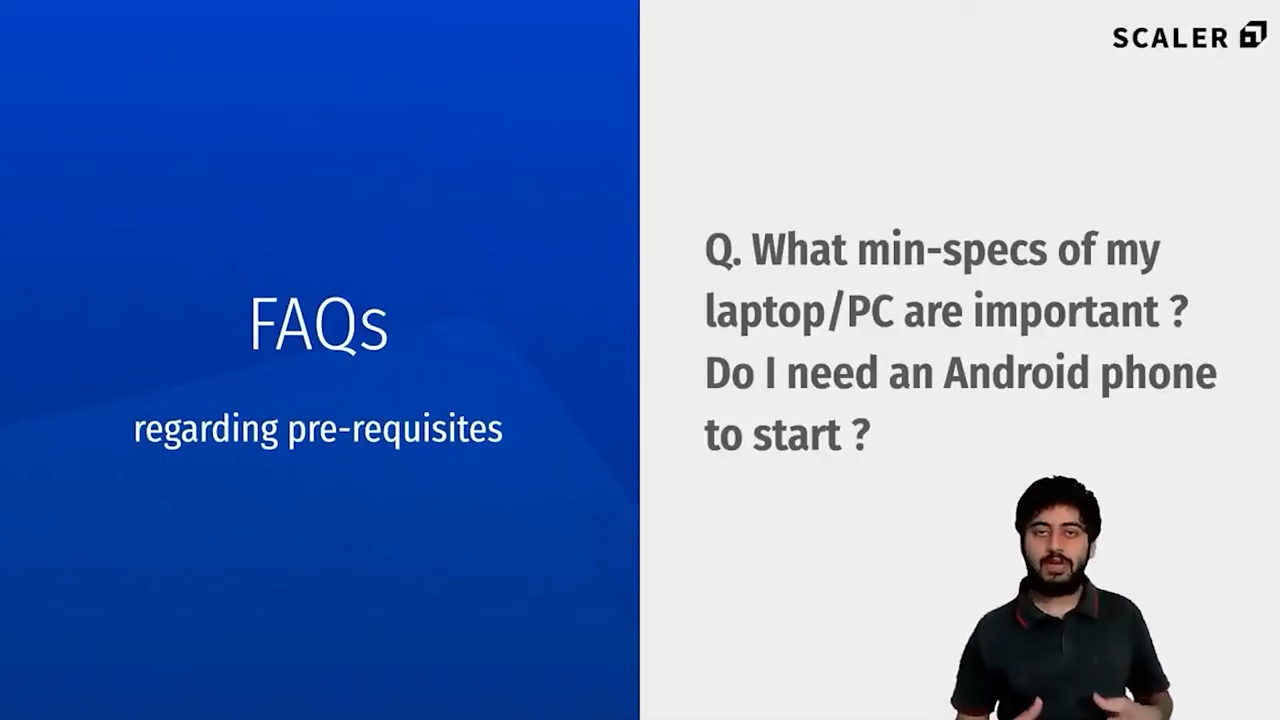 SCALER
FAQs
regarding pre-requisites
Q. What min-specs of my
laptop/PC are important ?
Do I need an Android phone
to start ?